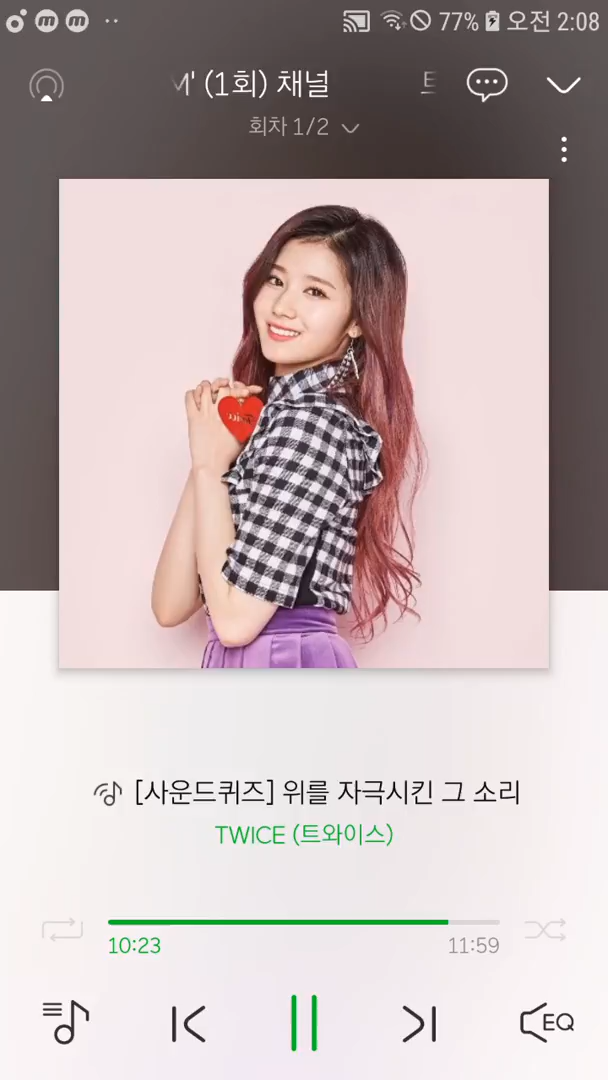 77% 오전 2:08
M' (1회) 채널 트
회차 1/2
[사운드퀴즈] 위를 자극시킨 그 소리
TWICE (트와이스)
10:23 11:59
EQ